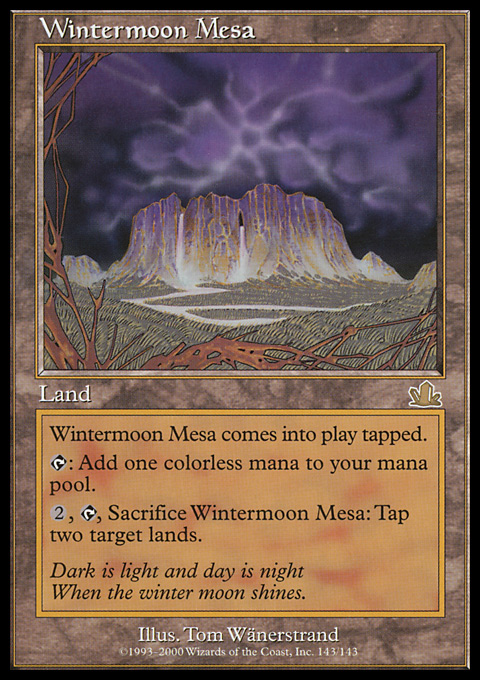 Wintermoon Mesa
Land
Wintermoon Mesa comes into play tapped.
: Add one colorless mana to your mana
pool.
2, , Sacrifice Wintermoon Mesa: Tap
two target lands.
Dark is light and day is night
When the winter moon shines.
Illus. Tom Wänerstrand
©1993-2000 Wizards of the Coast, Inc. 143/143